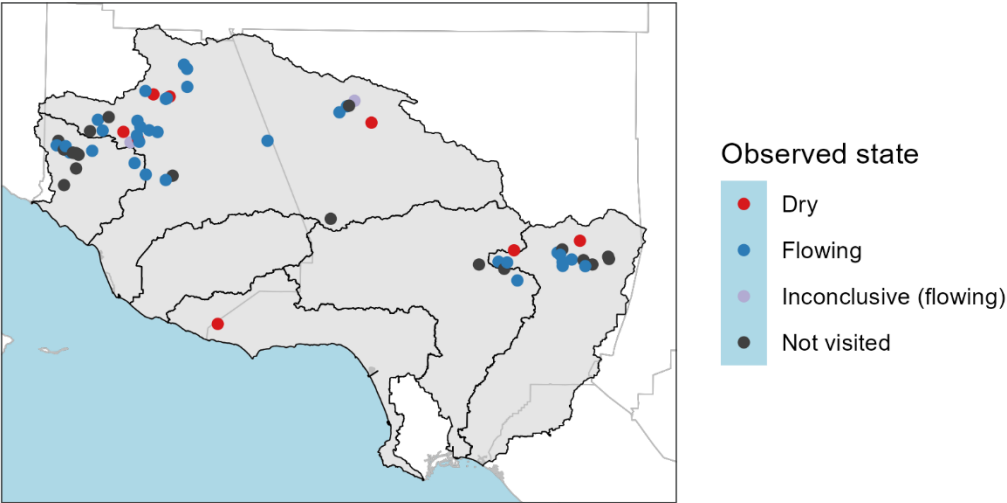 Observed state
Dry
Flowing
Inconclusive (flowing)
Not visited